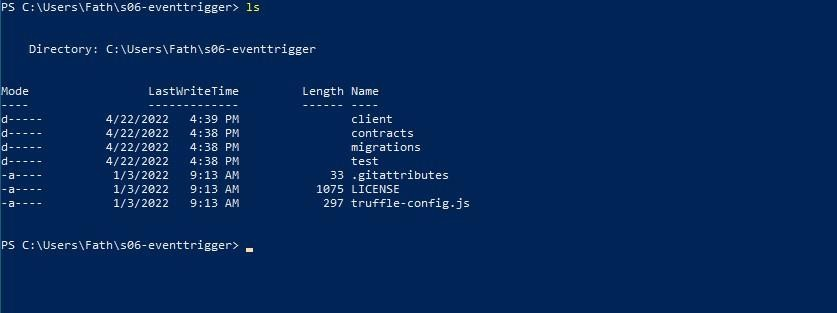 PS C:\Users\Fath\s06-eventtrigger> ls
Directory: C:\Users\Fath\s06-eventtrigger
Mode LastWriteTime Length Name
---- ------------- ------ ----
d----- 4/22/2022 4:39 PM client
d----- 4/22/2022 4:38 PM contracts
d----- 4/22/2022 4:38 PM migrations
d----- 4/22/2022 4:38 PM test
-a---- 1/3/2022 9:13 AM 33 .gitattributes
-a---- 1/3/2022 9:13 AM 1075 LICENSE
-a---- 1/3/2022 9:13 AM 297 truffle-config.js
PS C:\Users\Fath\s06-eventtrigger>